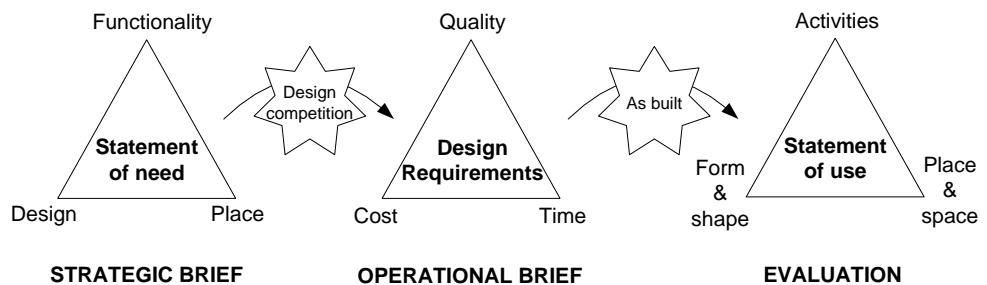 Functionality
Design
competition
Statement
of need
Design
Place
STRATEGIC BRIEF
Quality
As built
Design
Requirements
Cost
Time
OPERATIONAL BRIEF
Activities
Statement
of use
Form
&
shape
Place
&
space
EVALUATION